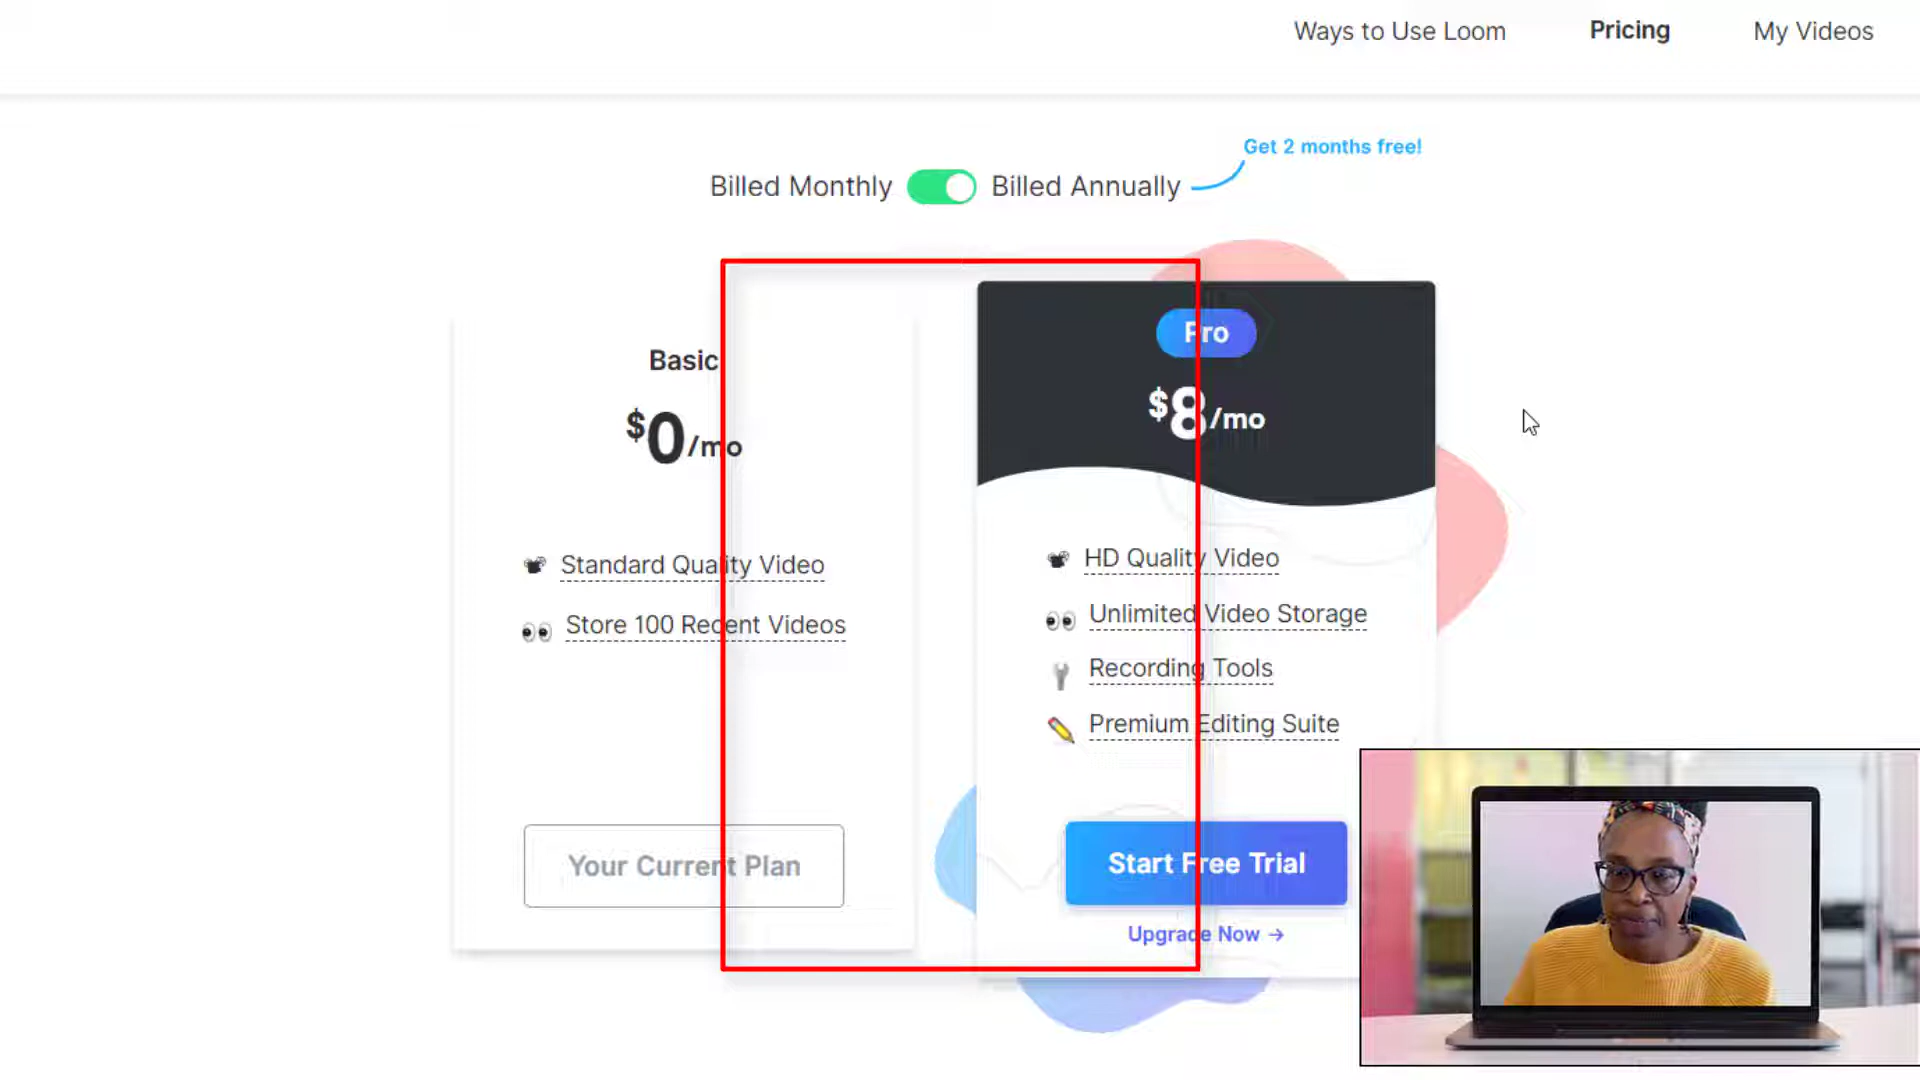 Ways to Use Loom Pricing My Videos
Get 2 months free!
Billed Monthly Billed Annually
Basic
$0/mo
Standard Quality Video
Store 100 Recent Videos
Your Current Plan
Pro
$8/mo
HD Quality Video
Unlimited Video Storage
Recording Tools
Premium Editing Suite
Start Free Trial
Upgrade Now →